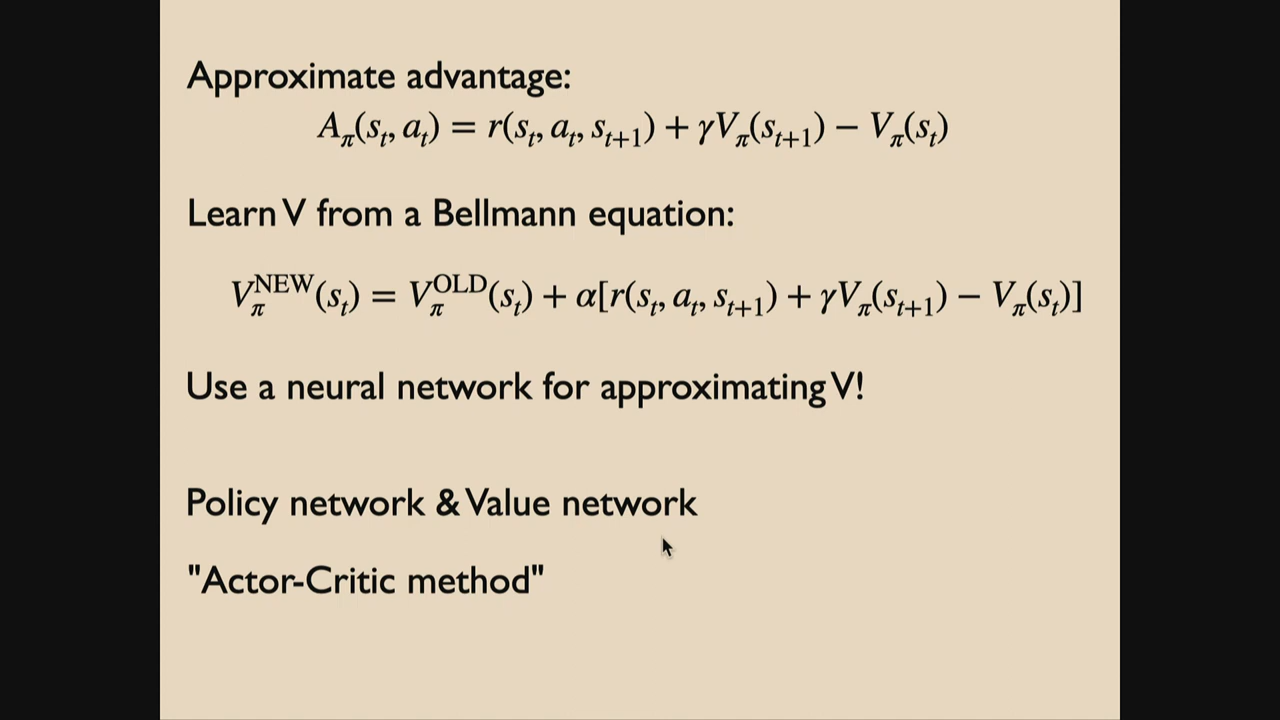 Approximate advantage:
A_π(s_t, a_t) = r(s_t, a_t, s_{t+1}) + γV_π(s_{t+1}) − V_π(s_t)
Learn V from a Bellmann equation:
V_π^{NEW}(s_t) = V_π^{OLD}(s_t) + α[r(s_t, a_t, s_{t+1}) + γV_π(s_{t+1}) − V_π(s_t)]
Use a neural network for approximating V!
Policy network & Value network
"Actor-Critic method"